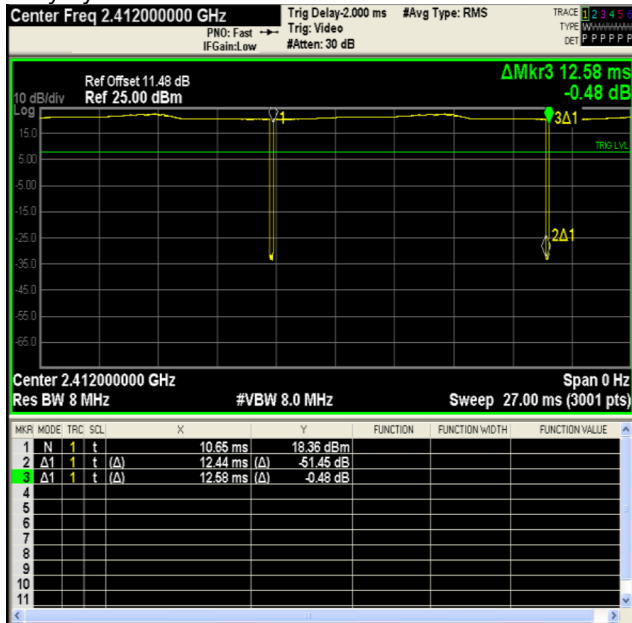 Center Freq 2.412000000 GHz
PNO: Fast
IFGain:Low
Trig Delay-2.000 ms
Trig: Video
#Atten: 30 dB
#Avg Type: RMS
TRACE 1 2 3 4 5 6
TYPE
DET P P P P P
Ref Offset 11.48 dB
10 dB/div Ref 25.00 dBm
ΔMkr3 12.58 ms
-0.48 dB
Log
1
3Δ1
15.0
TRIG LVL
5.00
-5.00
-15.0
2Δ1
-25.0
-35.0
-45.0
-55.0
-65.0
Center 2.412000000 GHz Span 0 Hz
Res BW 8 MHz #VBW 8.0 MHz Sweep 27.00 ms (3001 pts)
MKR MODE TRC SCL X Y FUNCTION FUNCTION WIDTH FUNCTION VALUE
1 N 1 t 10.65 ms 18.36 dBm
2 Δ1 1 t (Δ) 12.44 ms (Δ) -51.45 dB
3 Δ1 1 t (Δ) 12.58 ms (Δ) -0.48 dB
4
5
6
7
8
9
10
11